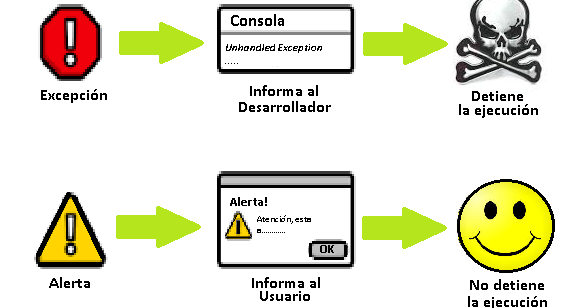 Consola
Unhandled Exception
.....
Excepción
Informa al
Desarrollador
Detiene
la ejecución
Alerta!
Atención, esta
a...........
OK
Alerta
Informa al
Usuario
No detiene
la ejecución